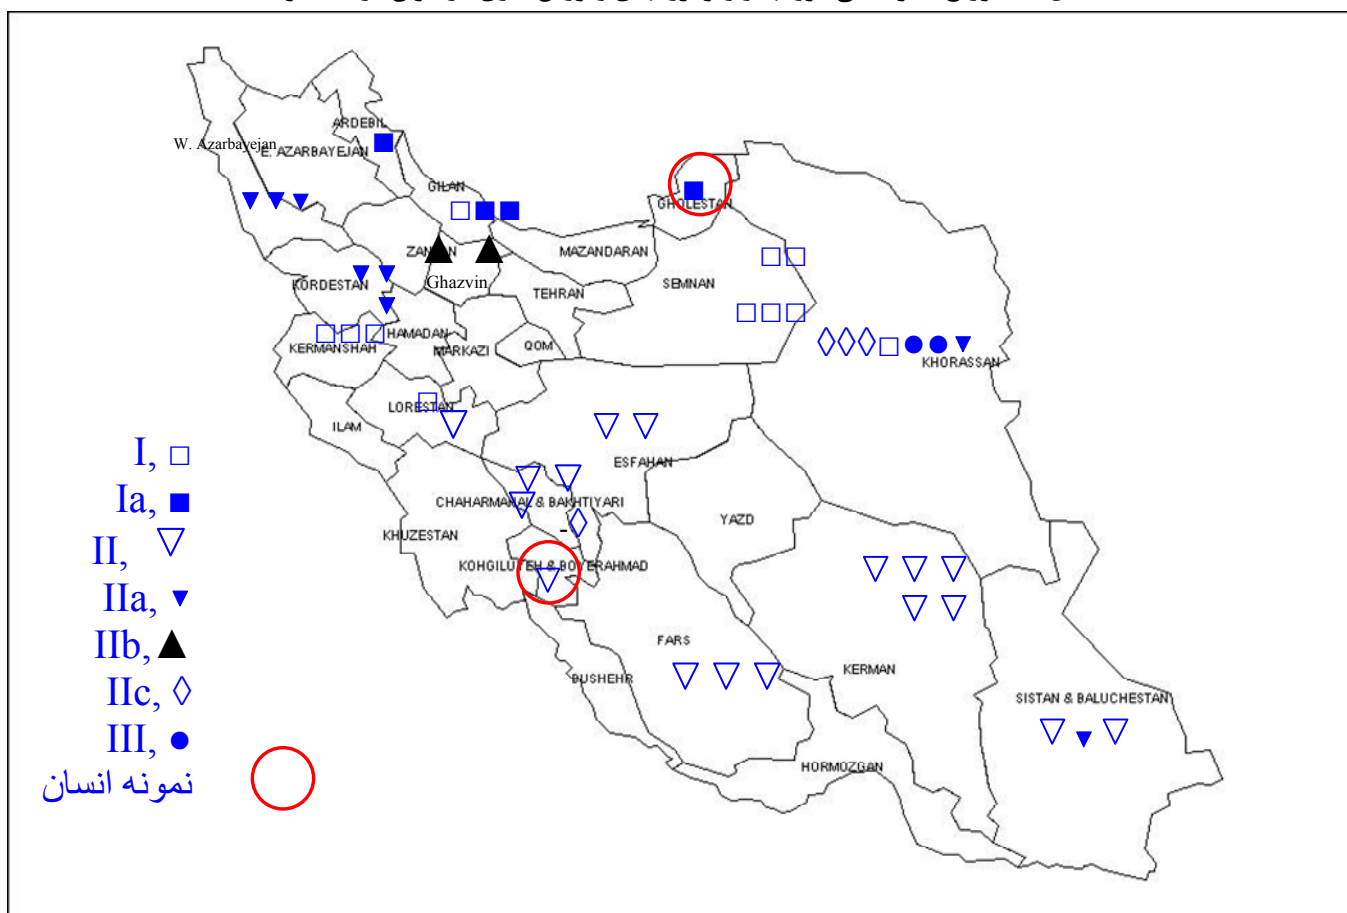 ARDEBIL
W. Azarbayejan
E. AZARBAYEJAN
GILAN
GHOLESTAN
ZANJAN
MAZANDARAN
Ghazvin
SEMNAN
KORDESTAN
TEHRAN
HAMADAN
KERMANSHAH
MARKAZI
QOM
KHORASSAN
LORESTAN
ILAM
ESFAHAN
CHAHARMAHAL & BAKHTIYARI
YAZD
KHUZESTAN
KOHGILUYEH & BOYERAHMAD
FARS
KERMAN
BUSHEHR
SISTAN & BALUCHESTAN
HORMOZGAN
I, □
Ia, ■
II, ▽
IIa, ▼
IIb, ▲
IIc, ◊
III, ●
نمونه انسان